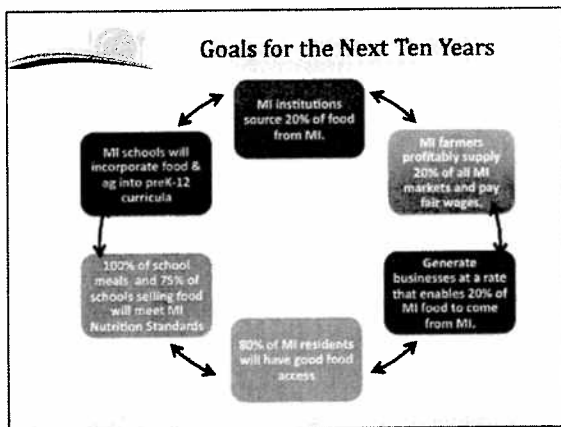 Goals for the Next Ten Years
MI institutions
source 20% of food
from MI.
MI schools will
incorporate food &
ag into preK-12
curricula
MI farmers
profitably supply
20% of all MI
markets and pay
fair wages.
100% of school
meals and 75% of
schools selling food
will meet MI
Nutrition Standards
Generate
businesses at a rate
that enables 20% of
MI food to come
from MI.
80% of MI residents
will have good food
access